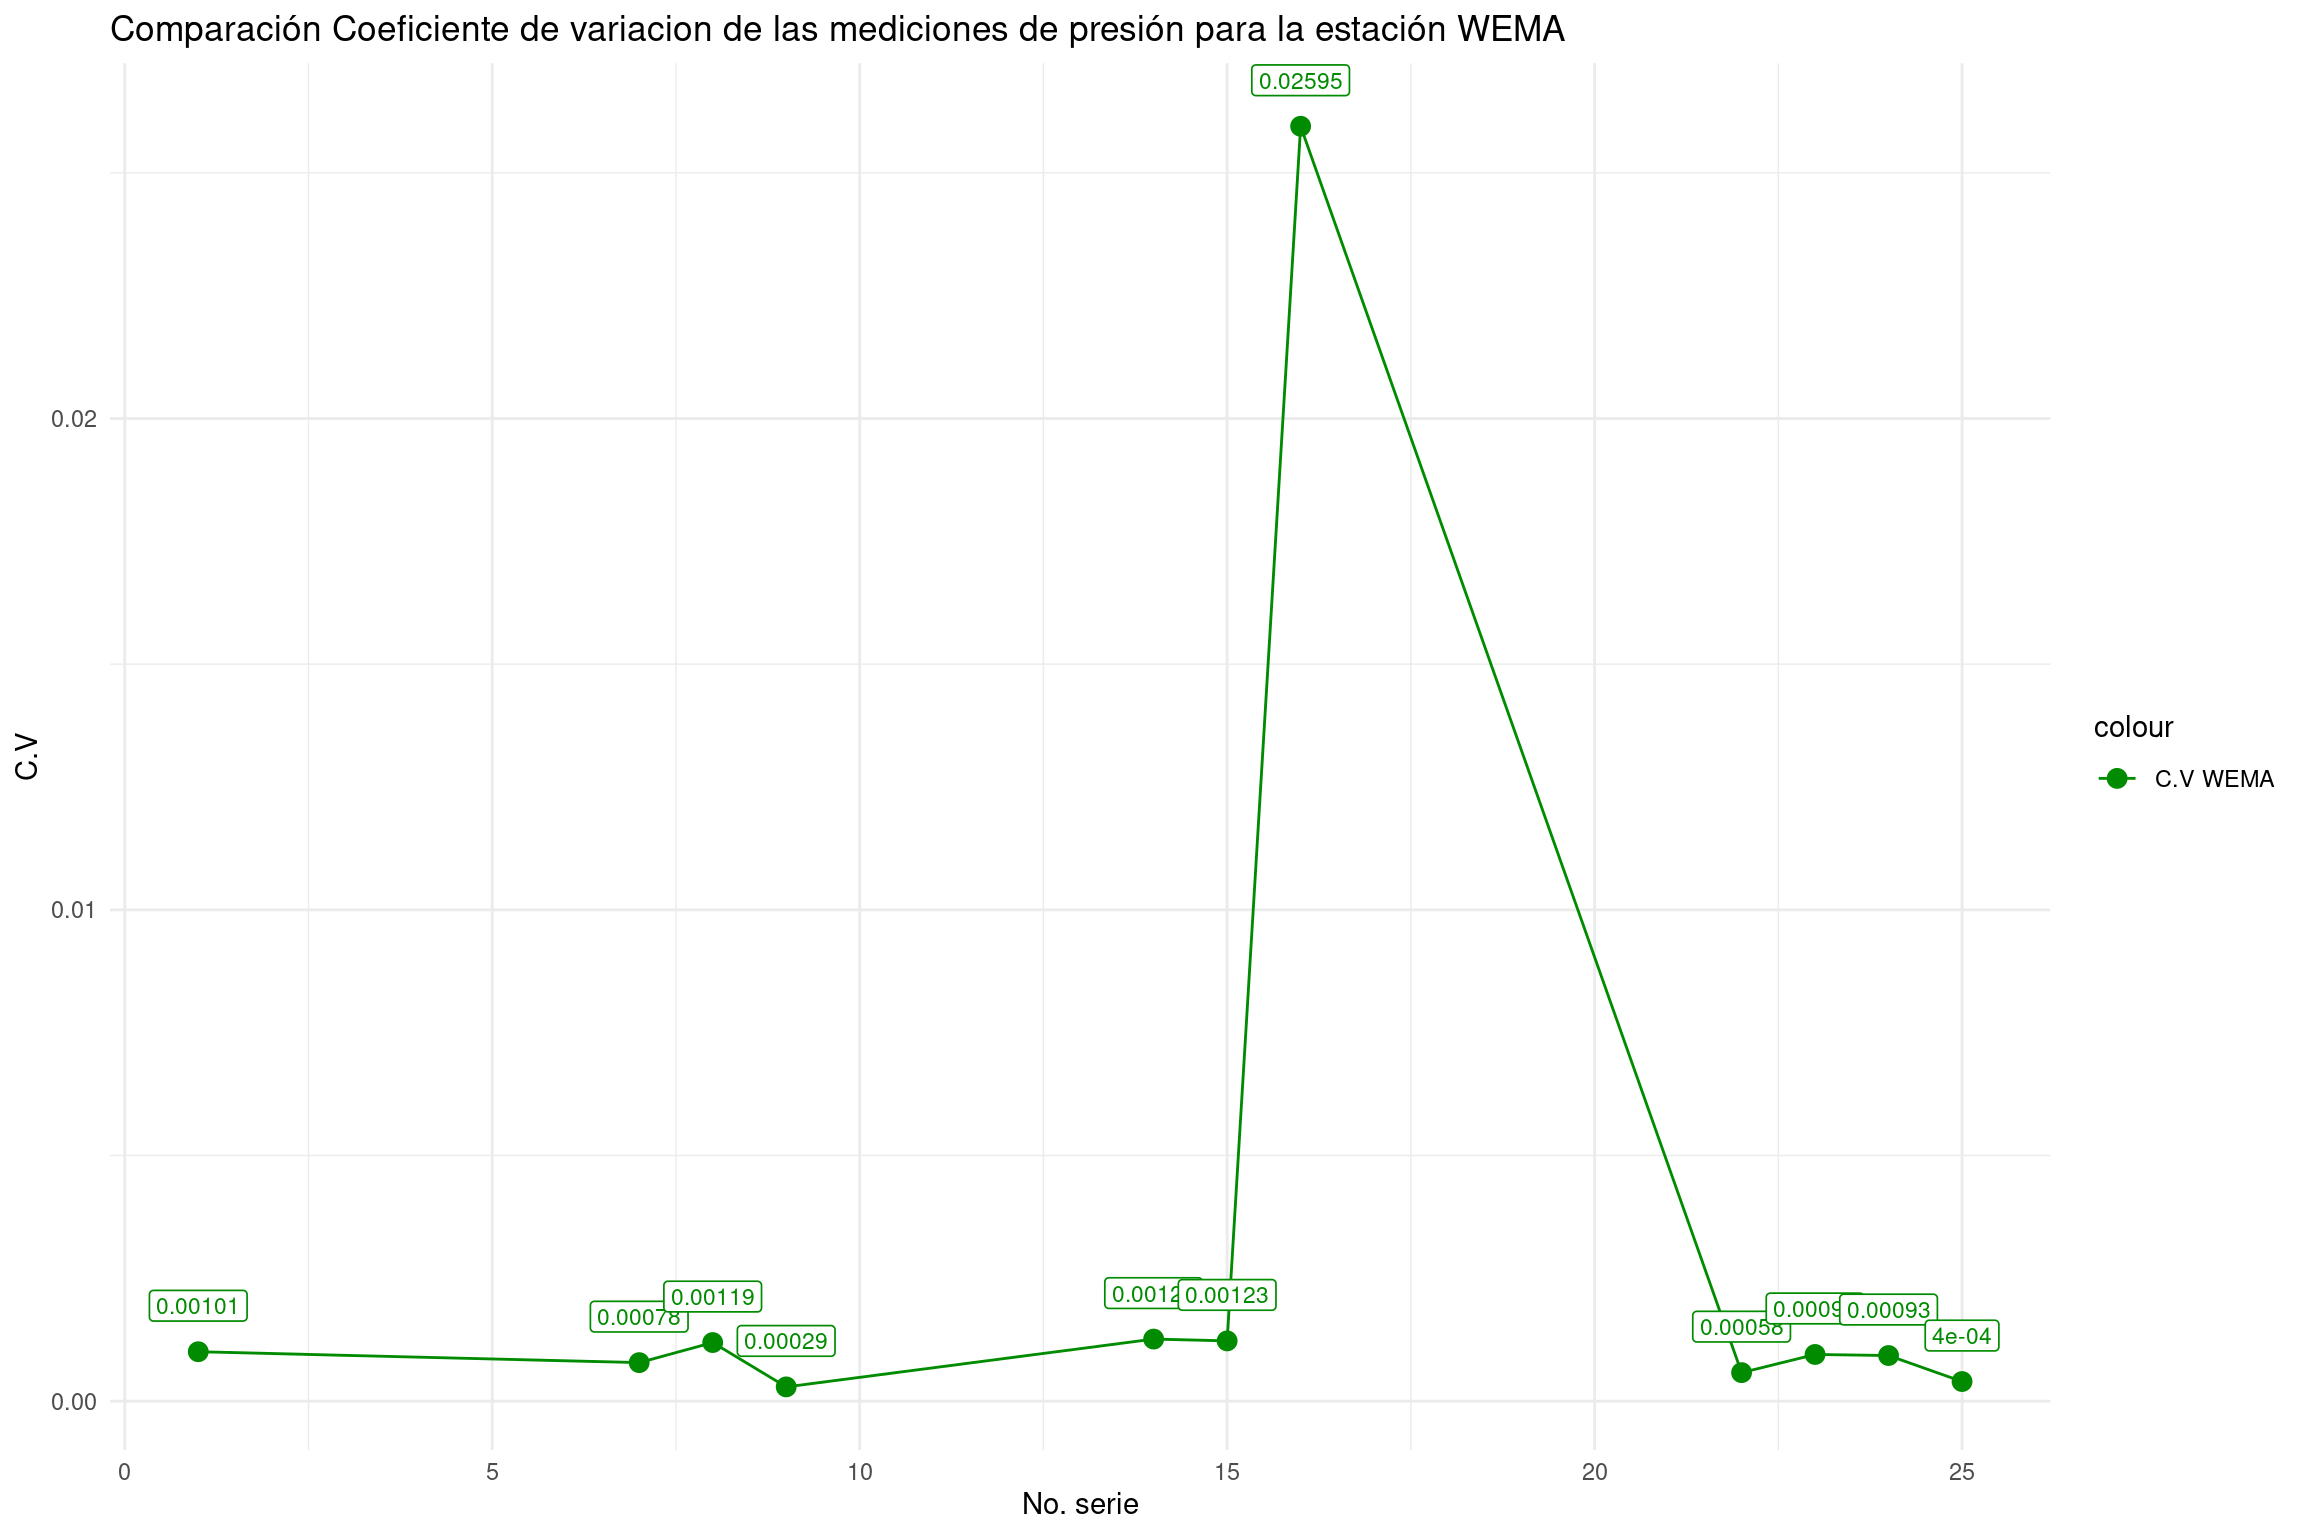 Comparación Coeficiente de variacion de las mediciones de presión para la estación WEMA
0.02595
0.02
C.V
colour
C.V WEMA
0.01
0.00101
0.00078
0.00119
0.00029
0.00123
0.00058
0.00093
4e-04
0.00
0 5 10 15 20 25
No. serie